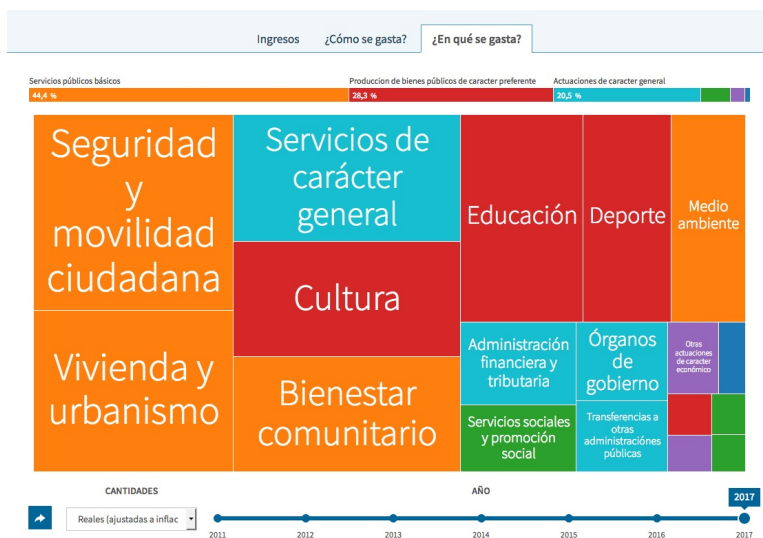 Ingresos
¿Cómo se gasta?
¿En qué se gasta?
Servicios públicos básicos
Produccion de bienes públicos de caracter preferente
Actuaciones de caracter general
44,4 %
28,3 %
20,5 %
Seguridad
y
movilidad
ciudadana
Servicios de
carácter
general
Educación
Deporte
Medio
ambiente
Cultura
Vivienda y
urbanismo
Bienestar
comunitario
Administración
financiera y
tributaria
Órganos
de
gobierno
Otras
actuaciones
de caracter
económico
Servicios sociales
y promoción
social
Transferencias a
otras
administraciónes
públicas
CANTIDADES
AÑO
2017
Reales (ajustadas a inflac
2011
2012
2013
2014
2015
2016
2017